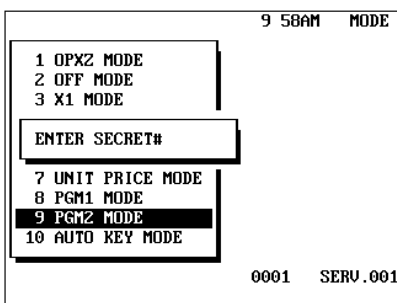 9 58AM MODE
1 OPXZ MODE
2 OFF MODE
3 X1 MODE
ENTER SECRET#
7 UNIT PRICE MODE
8 PGM1 MODE
9 PGM2 MODE
10 AUTO KEY MODE
0001 SERV.001